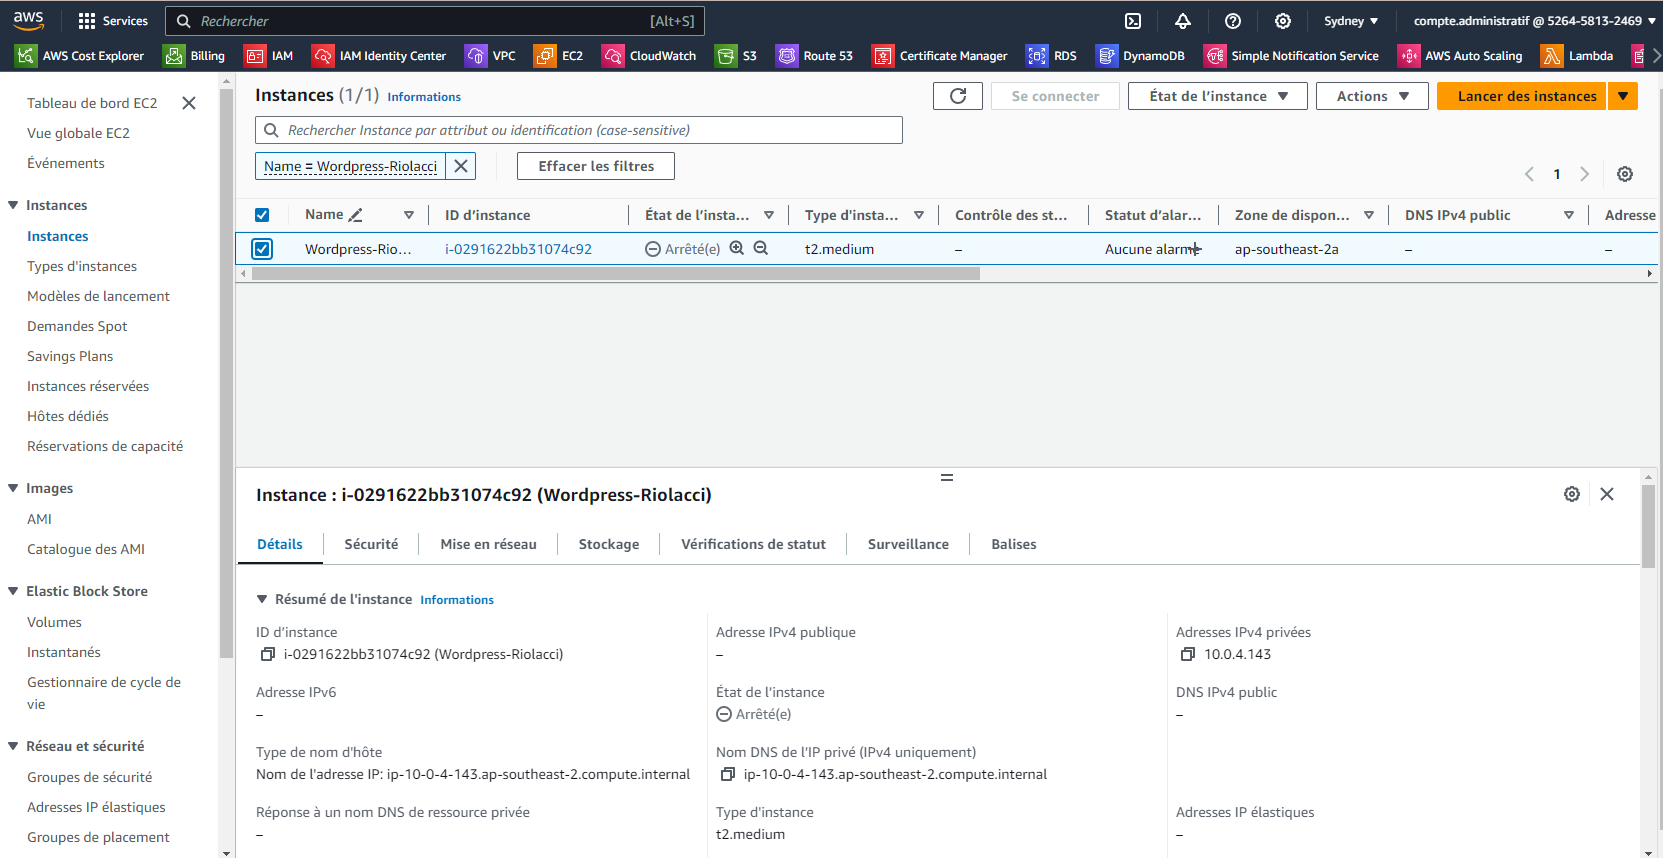 aws
Services
Rechercher [Alt+S]
Sydney
compte.administratif @ 5264-5813-2469
AWS Cost Explorer Billing IAM IAM Identity Center VPC EC2 CloudWatch S3 Route 53 Certificate Manager RDS DynamoDB Simple Notification Service AWS Auto Scaling Lambda
Tableau de bord EC2
Vue globale EC2
Événements
Instances
Instances
Types d'instances
Modèles de lancement
Demandes Spot
Savings Plans
Instances réservées
Hôtes dédiés
Réservations de capacité
Images
AMI
Catalogue des AMI
Elastic Block Store
Volumes
Instantanés
Gestionnaire de cycle de
vie
Réseau et sécurité
Groupes de sécurité
Adresses IP élastiques
Groupes de placement
Instances (1/1) Informations
Se connecter
État de l'instance
Actions
Lancer des instances
Rechercher Instance par attribut ou identification (case-sensitive)
Name = Wordpress-Riolacci
Effacer les filtres
1
Name ID d'instance État de l'insta... Type d'insta... Contrôle des st... Statut d'alar... Zone de dispon... DNS IPv4 public Adresse
Wordpress-Rio... i-0291622bb31074c92 Arrêté(e) t2.medium – Aucune alarme ap-southeast-2a – –
Instance : i-0291622bb31074c92 (Wordpress-Riolacci)
Détails Sécurité Mise en réseau Stockage Vérifications de statut Surveillance Balises
Résumé de l'instance Informations
ID d'instance
i-0291622bb31074c92 (Wordpress-Riolacci)
Adresse IPv4 publique
–
Adresses IPv4 privées
10.0.4.143
Adresse IPv6
–
État de l'instance
Arrêté(e)
DNS IPv4 public
–
Type de nom d'hôte
Nom de l'adresse IP: ip-10-0-4-143.ap-southeast-2.compute.internal
Nom DNS de l'IP privé (IPv4 uniquement)
ip-10-0-4-143.ap-southeast-2.compute.internal
Réponse à un nom DNS de ressource privée
–
Type d'instance
t2.medium
Adresses IP élastiques
–